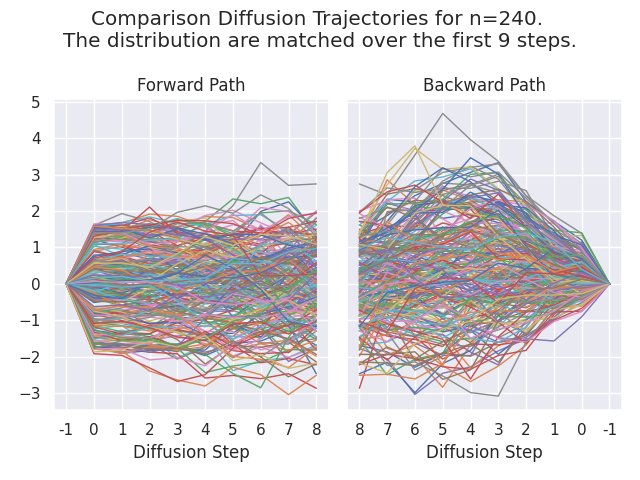 Comparison Diffusion Trajectories for n=240.
The distribution are matched over the first 9 steps.
Forward Path
Backward Path
5
4
3
2
1
0
−1
−2
−3
-1 0 1 2 3 4 5 6 7 8
8 7 6 5 4 3 2 1 0 -1
Diffusion Step
Diffusion Step